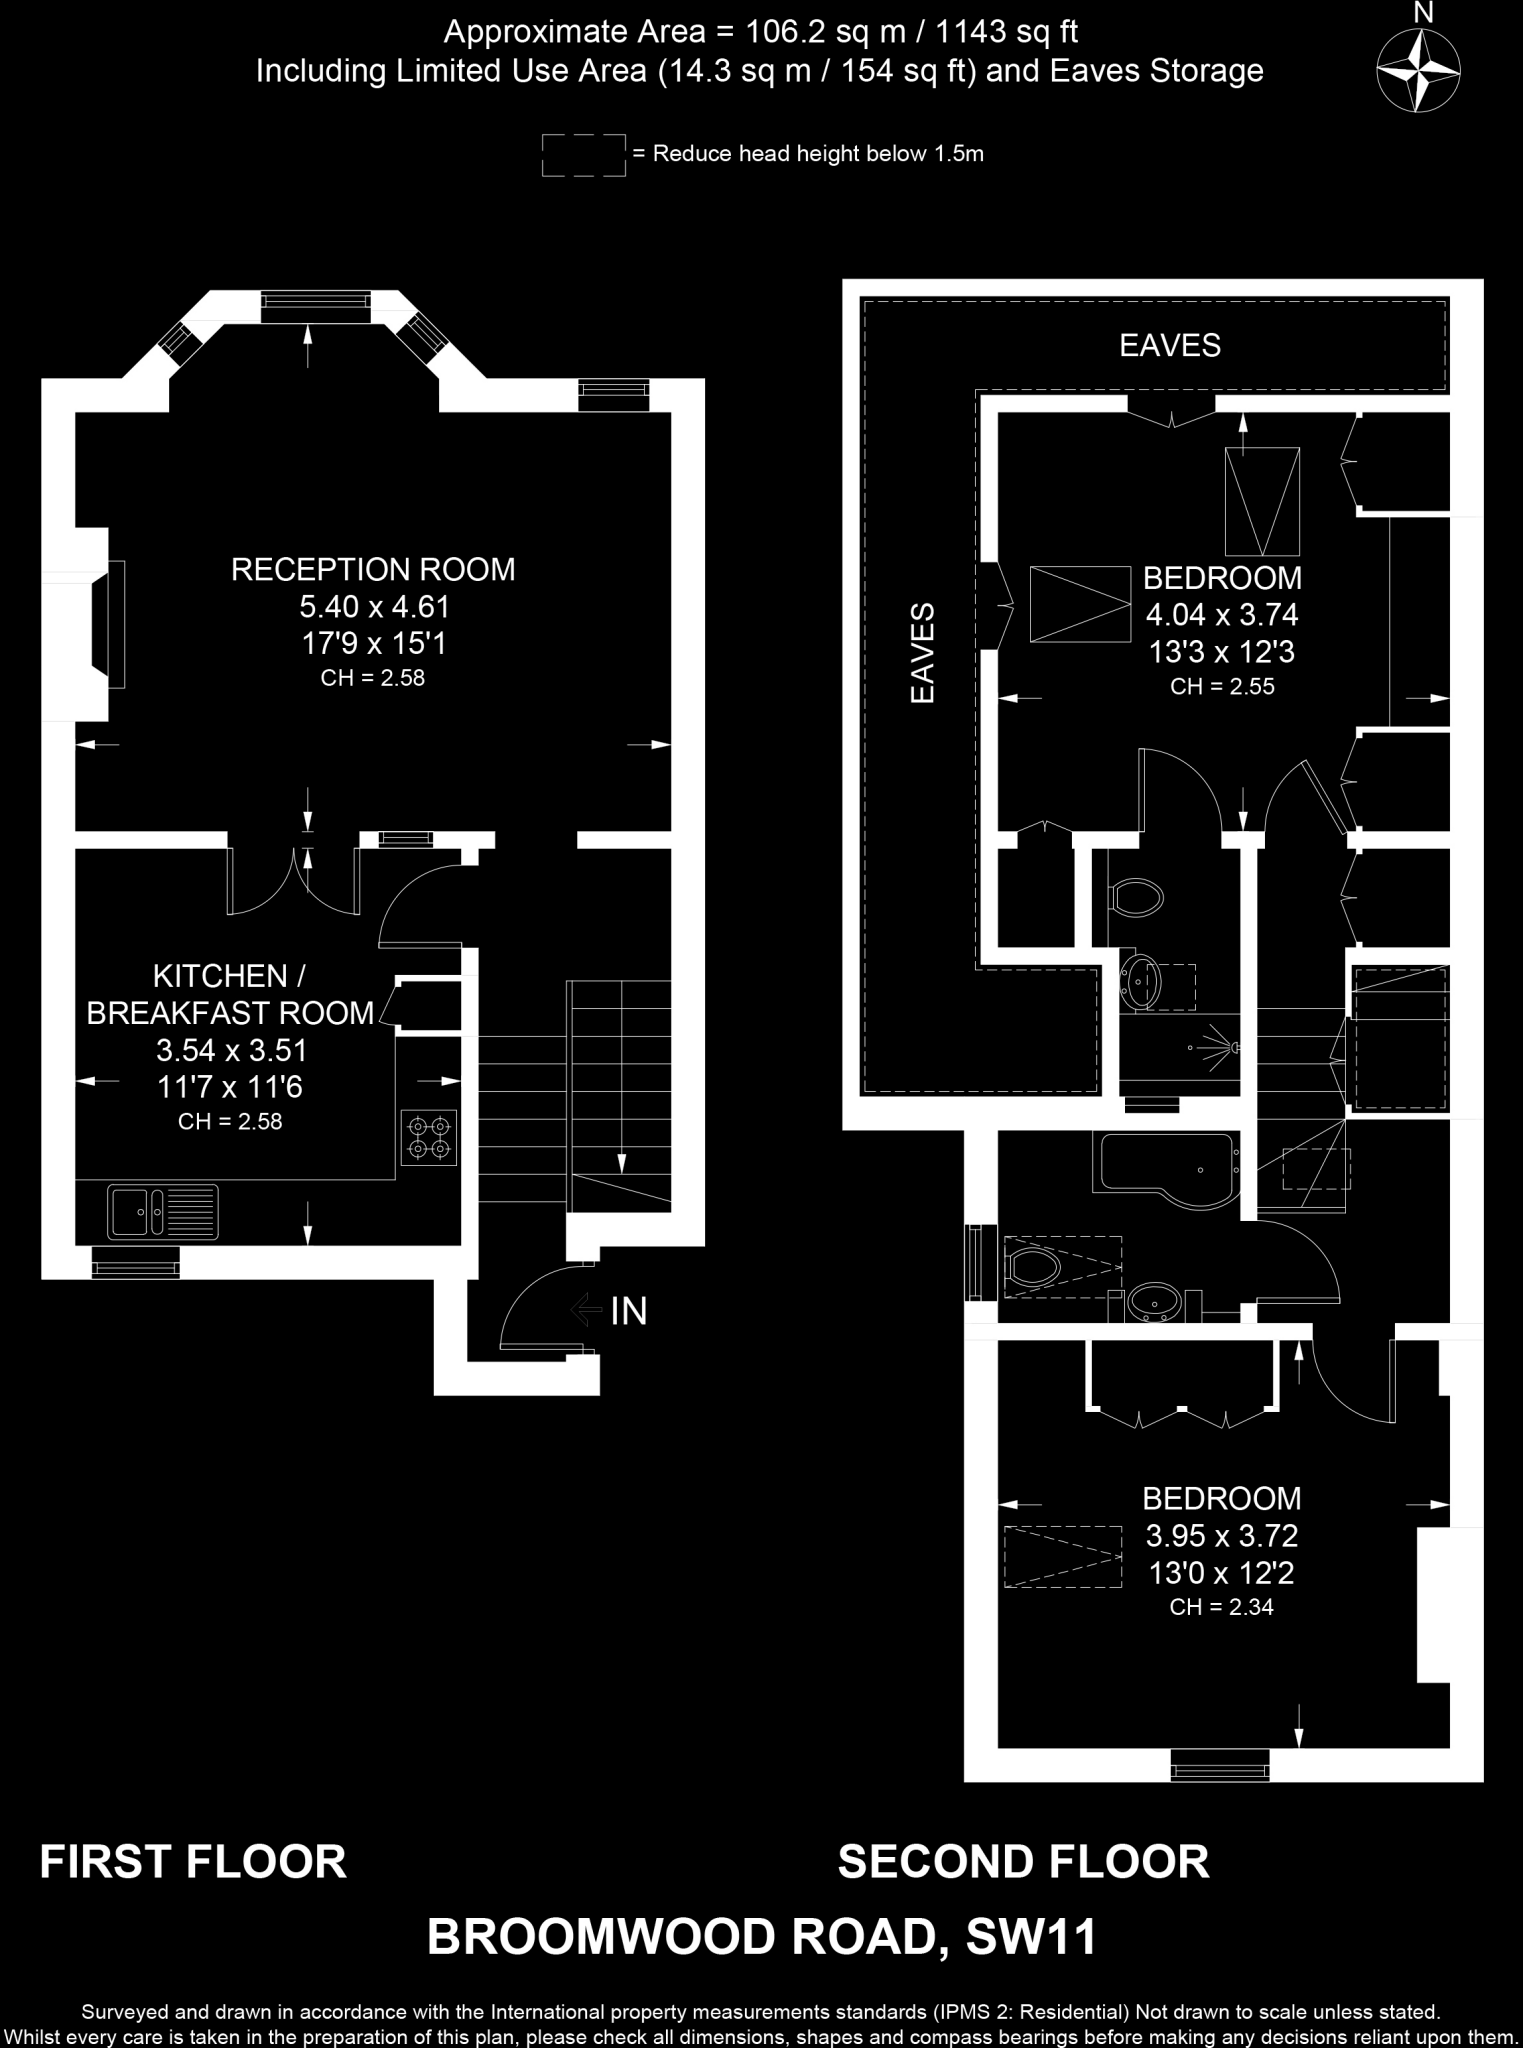 Approximate Area = 106.2 sq m / 1143 sq ft
Including Limited Use Area (14.3 sq m / 154 sq ft) and Eaves Storage
N
= Reduce head height below 1.5m
RECEPTION ROOM
5.40 x 4.61
17'9 x 15'1
CH = 2.58
KITCHEN /
BREAKFAST ROOM
3.54 x 3.51
11'7 x 11'6
CH = 2.58
IN
EAVES
EAVES
BEDROOM
4.04 x 3.74
13'3 x 12'3
CH = 2.55
BEDROOM
3.95 x 3.72
13'0 x 12'2
CH = 2.34
FIRST FLOOR
SECOND FLOOR
BROOMWOOD ROAD, SW11
Surveyed and drawn in accordance with the International property measurements standards (IPMS 2: Residential) Not drawn to scale unless stated.
Whilst every care is taken in the preparation of this plan, please check all dimensions, shapes and compass bearings before making any decisions reliant upon them.